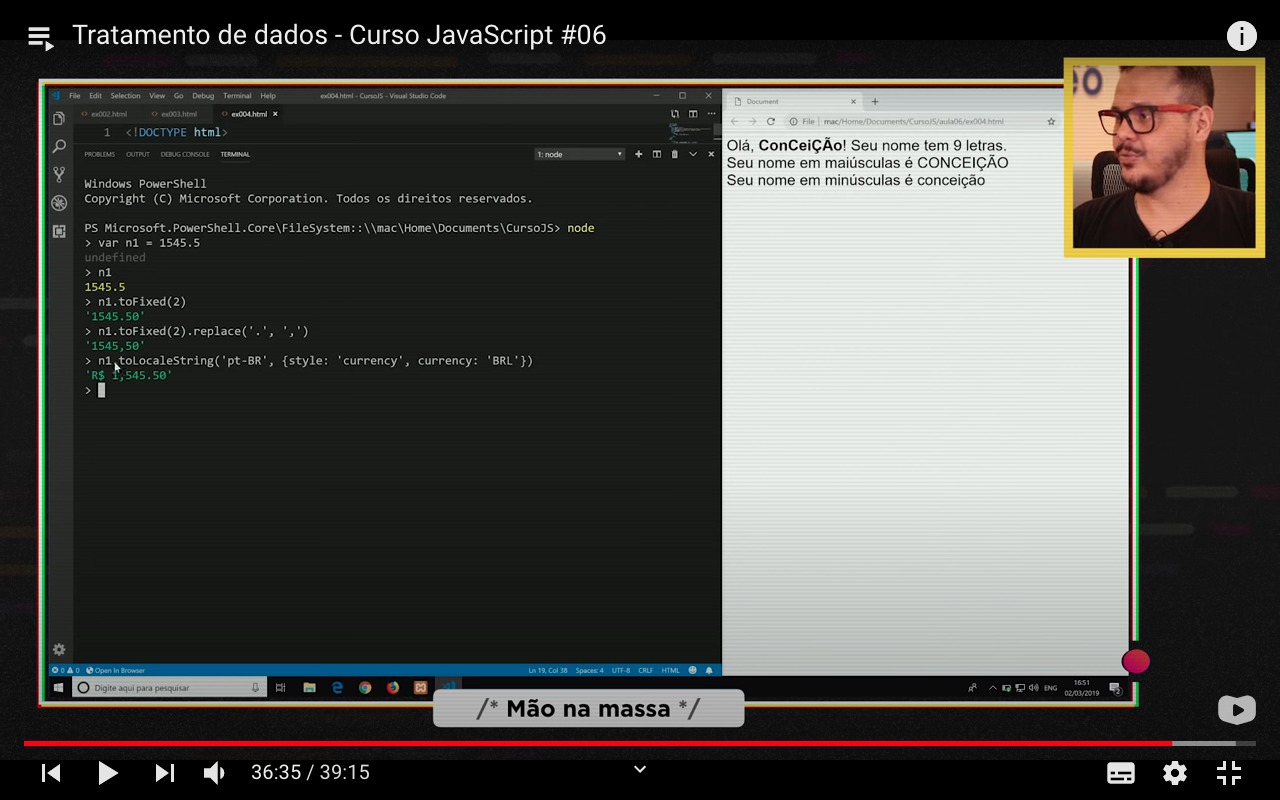 Tratamento de dados - Curso JavaScript #06
File Edit Selection View Go Debug Terminal Help
ex004.html - CursoJS - Visual Studio Code
ex002.html ex003.html ex004.html
1 <!DOCTYPE html>
PROBLEMS OUTPUT DEBUG CONSOLE TERMINAL
1: node
Windows PowerShell
Copyright (C) Microsoft Corporation. Todos os direitos reservados.
PS Microsoft.PowerShell.Core\FileSystem::\\mac\Home\Documents\CursoJS> node
> var n1 = 1545.5
undefined
> n1
1545.5
> n1.toFixed(2)
'1545.50'
> n1.toFixed(2).replace('.', ',')
'1545,50'
> n1.toLocaleString('pt-BR', {style: 'currency', currency: 'BRL'})
'R$ 1,545.50'
>
0 0 Open In Browser
Ln 19, Col 38 Spaces: 4 UTF-8 CRLF HTML
Document
File | mac/Home/Documents/CursoJS/aula06/ex004.html
Olá, ConCeiÇÃo! Seu nome tem 9 letras.
Seu nome em maiúsculas é CONCEIÇÃO
Seu nome em minúsculas é conceição
Digite aqui para pesquisar
ENG
16:51
02/03/2019
2
/* Mão na massa */
36:35 / 39:15